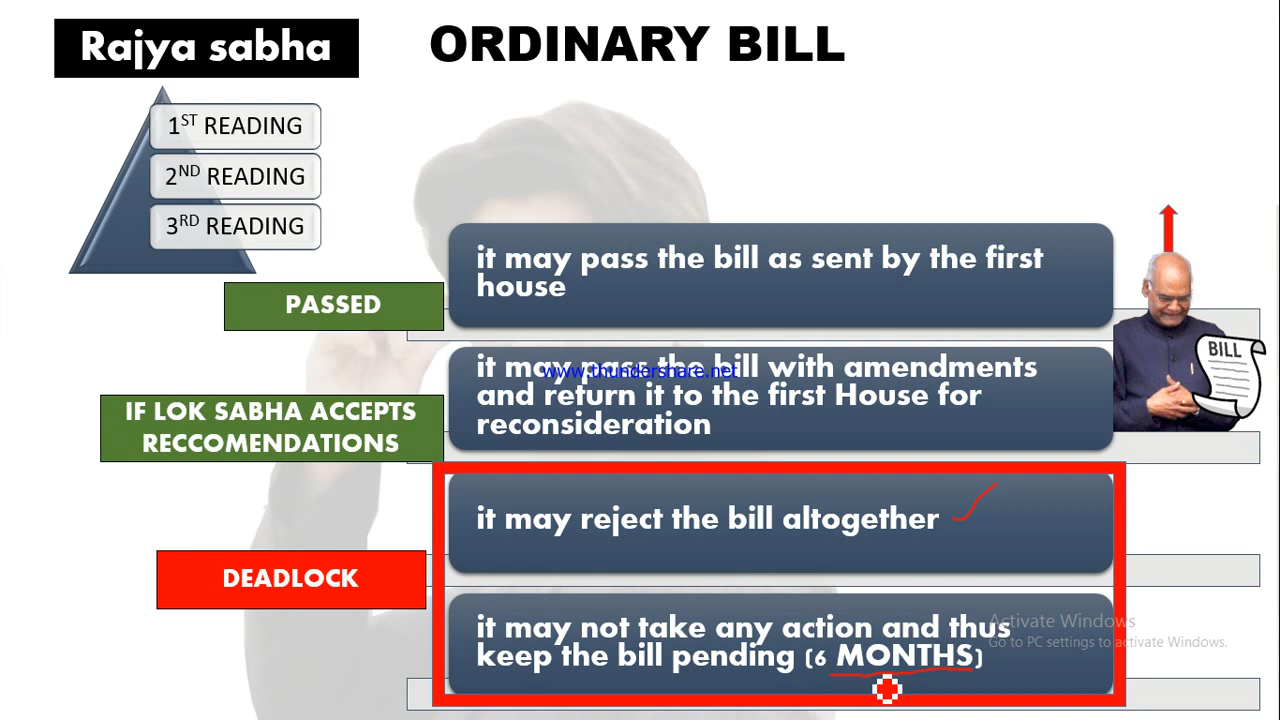 Rajya sabha
ORDINARY BILL
1ST READING
2ND READING
3RD READING
it may pass the bill as sent by the first
house
PASSED
BILL
it may pass the bill with amendments
and return it to the first House for
reconsideration
www.thundershare.net
IF LOK SABHA ACCEPTS
RECCOMENDATIONS
it may reject the bill altogether
DEADLOCK
it may not take any action and thus
keep the bill pending (6 MONTHS)
Activate Windows
Go to PC settings to activate Windows.